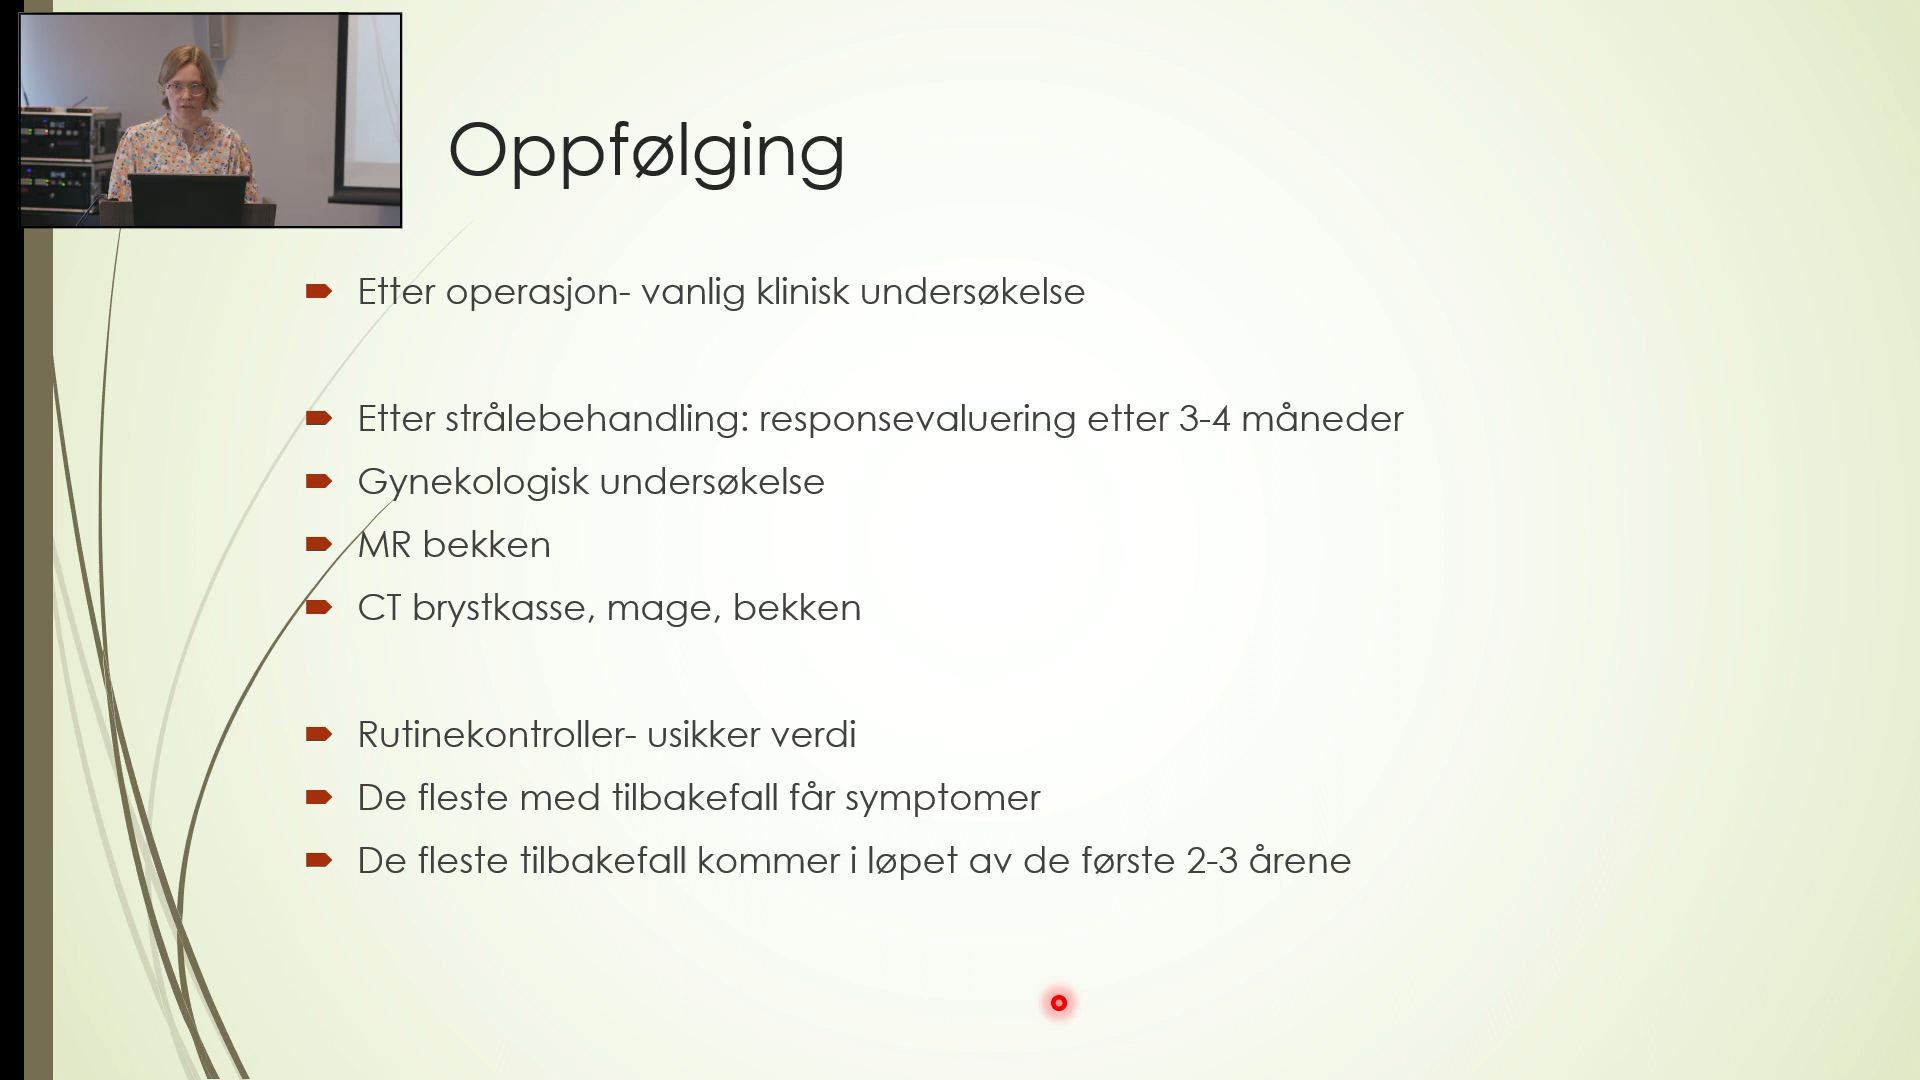 Oppfølging
Etter operasjon- vanlig klinisk undersøkelse
Etter strålebehandling: responsevaluering etter 3-4 måneder
Gynekologisk undersøkelse
MR bekken
CT brystkasse, mage, bekken
Rutinekontroller- usikker verdi
De fleste med tilbakefall får symptomer
De fleste tilbakefall kommer i løpet av de første 2-3 årene